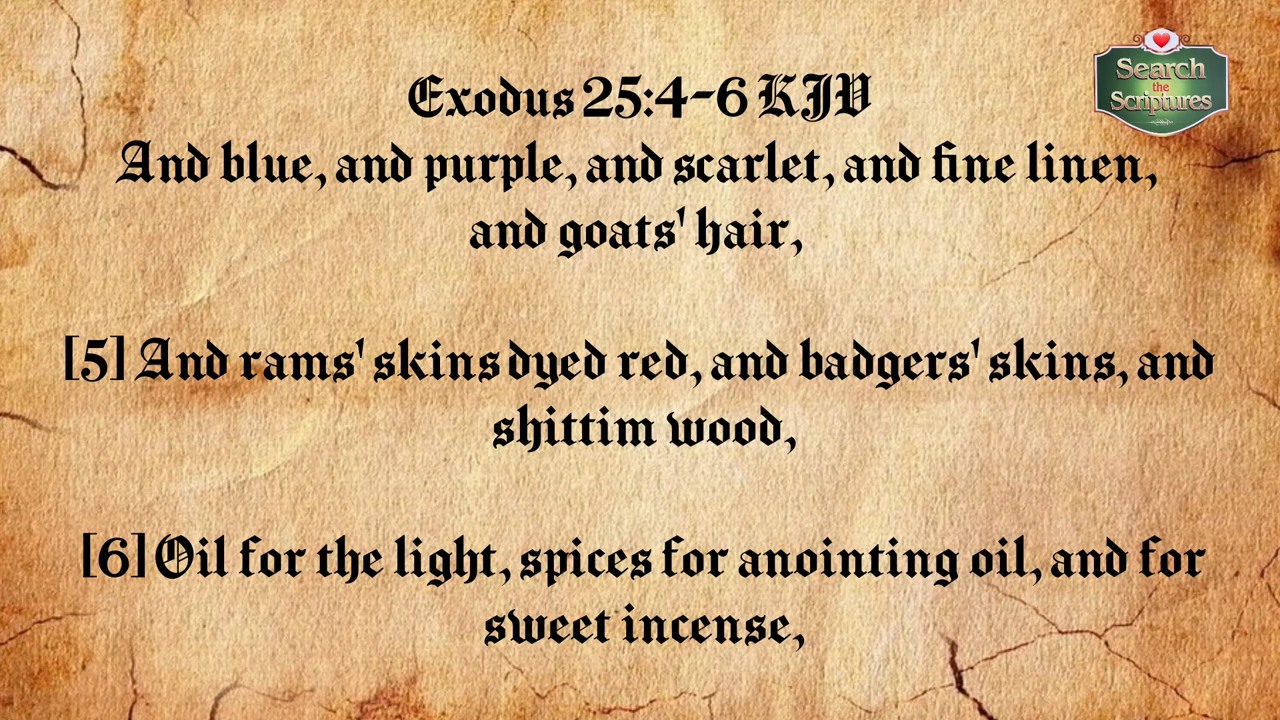 Search
the
Scriptures
Exodus 25:4-6 KJV
And blue, and purple, and scarlet, and fine linen,
and goats' hair,
[5] And rams' skins dyed red, and badgers' skins, and
shittim wood,
[6] Oil for the light, spices for anointing oil, and for
sweet incense,